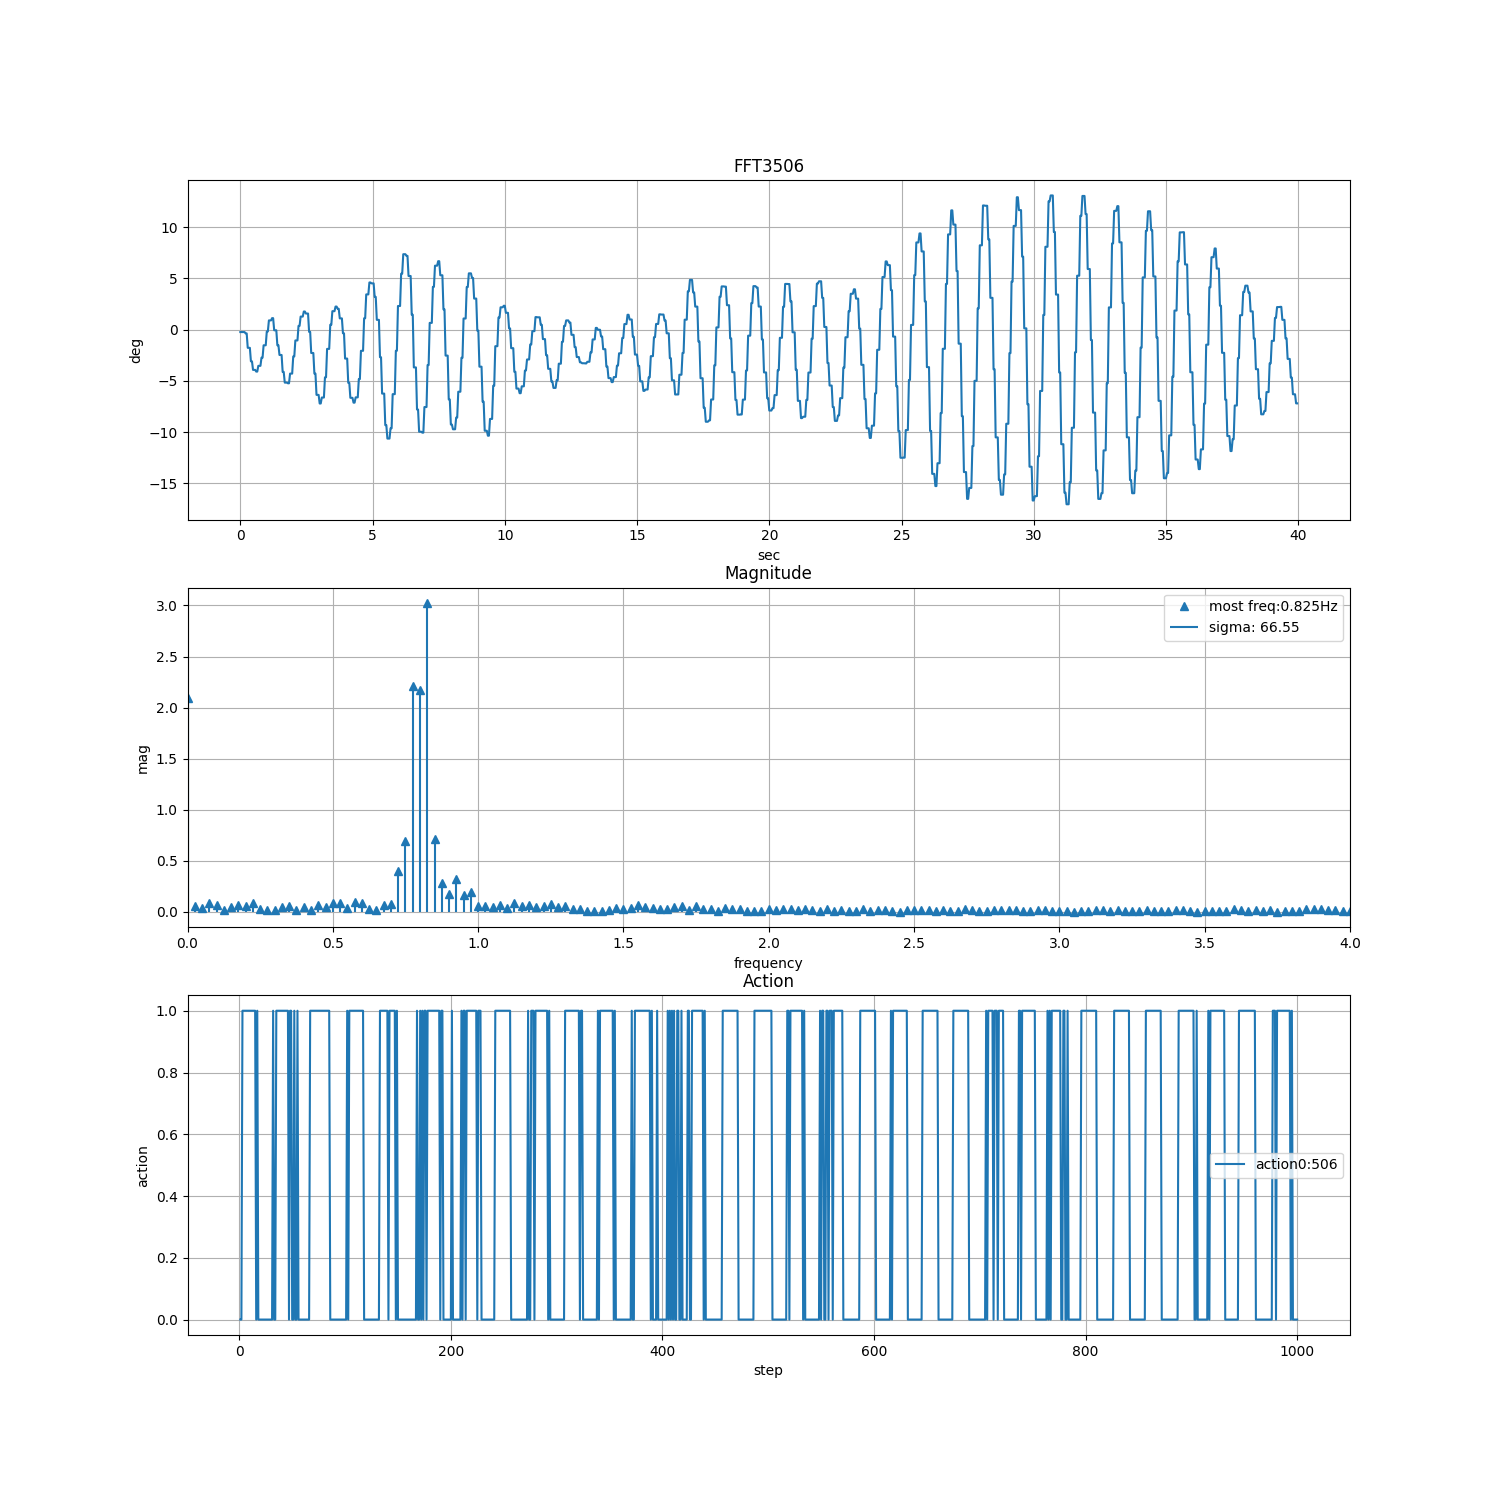 FFT3506
deg
10
5
0
−5
−10
−15
0 5 10 15 20 25 30 35 40
sec
Magnitude
mag
3.0
2.5
2.0
1.5
1.0
0.5
0.0
most freq:0.825Hz
sigma: 66.55
0.0 0.5 1.0 1.5 2.0 2.5 3.0 3.5 4.0
frequency
Action
action
1.0
0.8
0.6
0.4
0.2
0.0
action0:506
0 200 400 600 800 1000
step